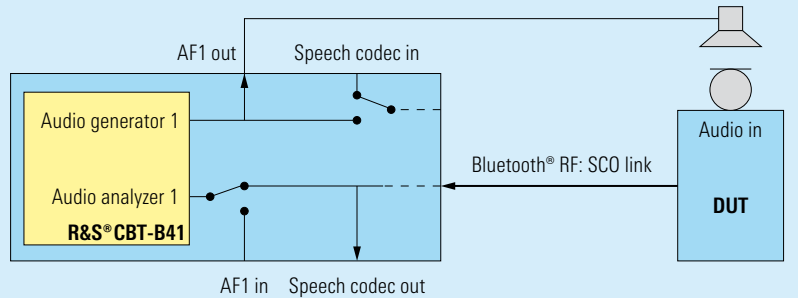 AF1 out
Speech codec in
Audio generator 1
Audio in
Bluetooth® RF: SCO link
Audio analyzer 1
DUT
R&S® CBT-B41
AF1 in
Speech codec out